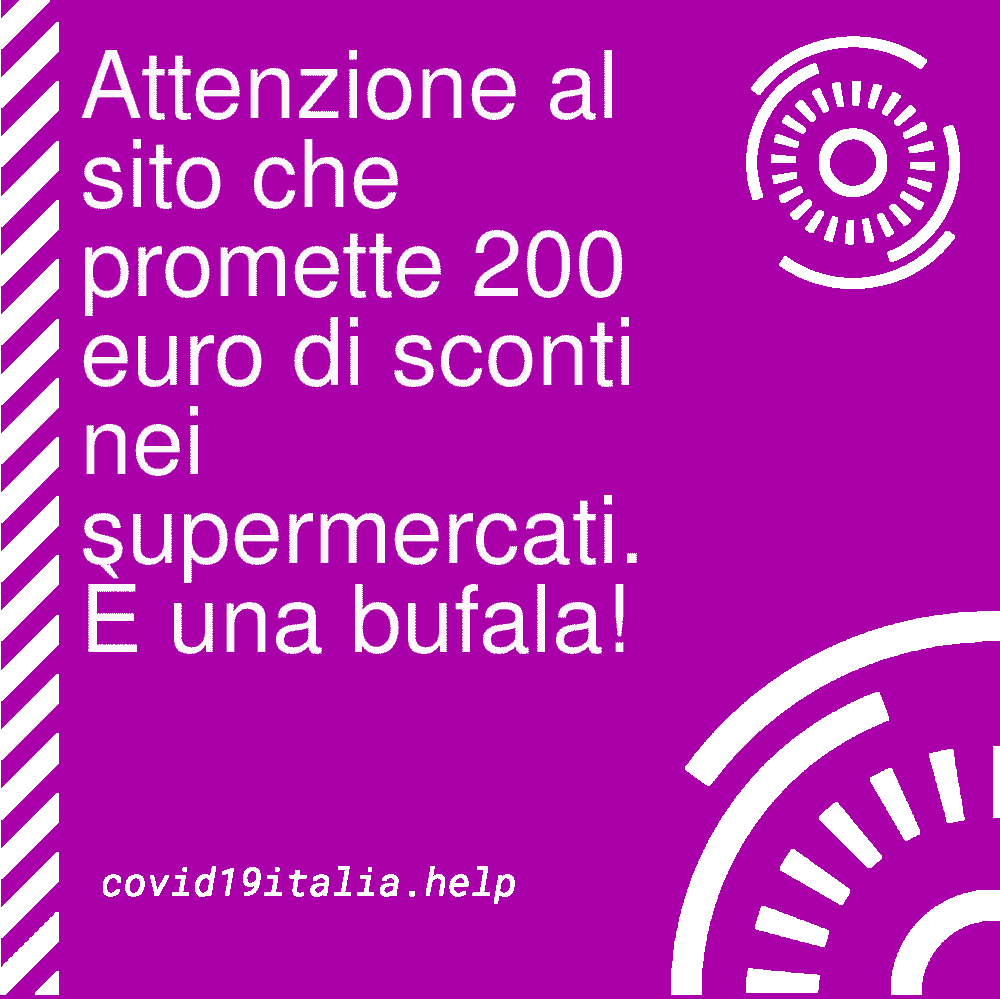 Attenzione al
sito che
promette 200
euro di sconti
nei
supermercati.
È una bufala!
covid19italia.help